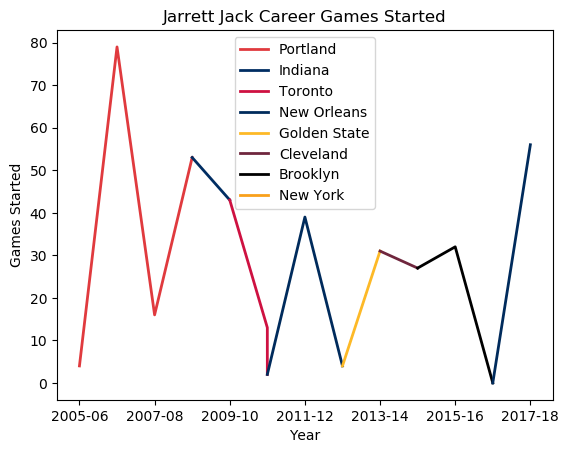 Jarrett Jack Career Games Started
80
70
60
50
40
30
20
10
0
Games Started
Portland
Indiana
Toronto
New Orleans
Golden State
Cleveland
Brooklyn
New York
2005-06 2007-08 2009-10 2011-12 2013-14 2015-16 2017-18
Year